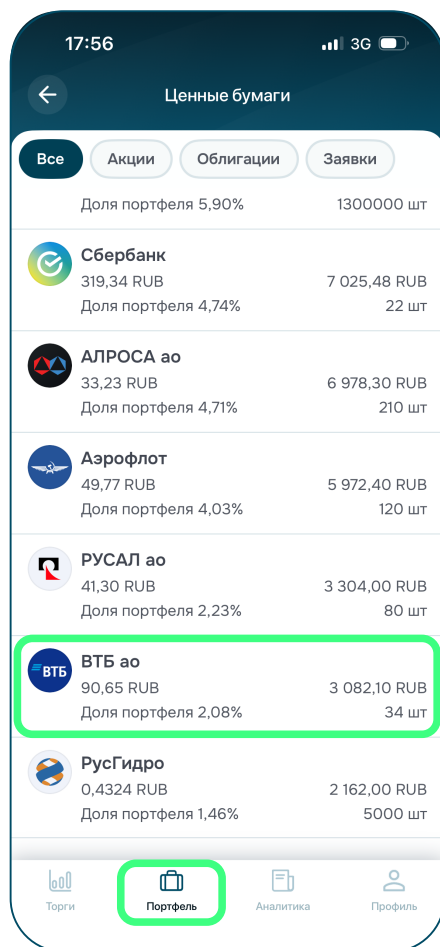 17:56 3G
Ценные бумаги
Все Акции Облигации Заявки
Доля портфеля 5,90% 1300000 шт
Сбербанк
319,34 RUB 7 025,48 RUB
Доля портфеля 4,74% 22 шт
АЛРОСА ао
33,23 RUB 6 978,30 RUB
Доля портфеля 4,71% 210 шт
Аэрофлот
49,77 RUB 5 972,40 RUB
Доля портфеля 4,03% 120 шт
РУСАЛ ао
41,30 RUB 3 304,00 RUB
Доля портфеля 2,23% 80 шт
ВТБ ВТБ ао
90,65 RUB 3 082,10 RUB
Доля портфеля 2,08% 34 шт
РусГидро
0,4324 RUB 2 162,00 RUB
Доля портфеля 1,46% 5000 шт
Торги Портфель Аналитика Профиль